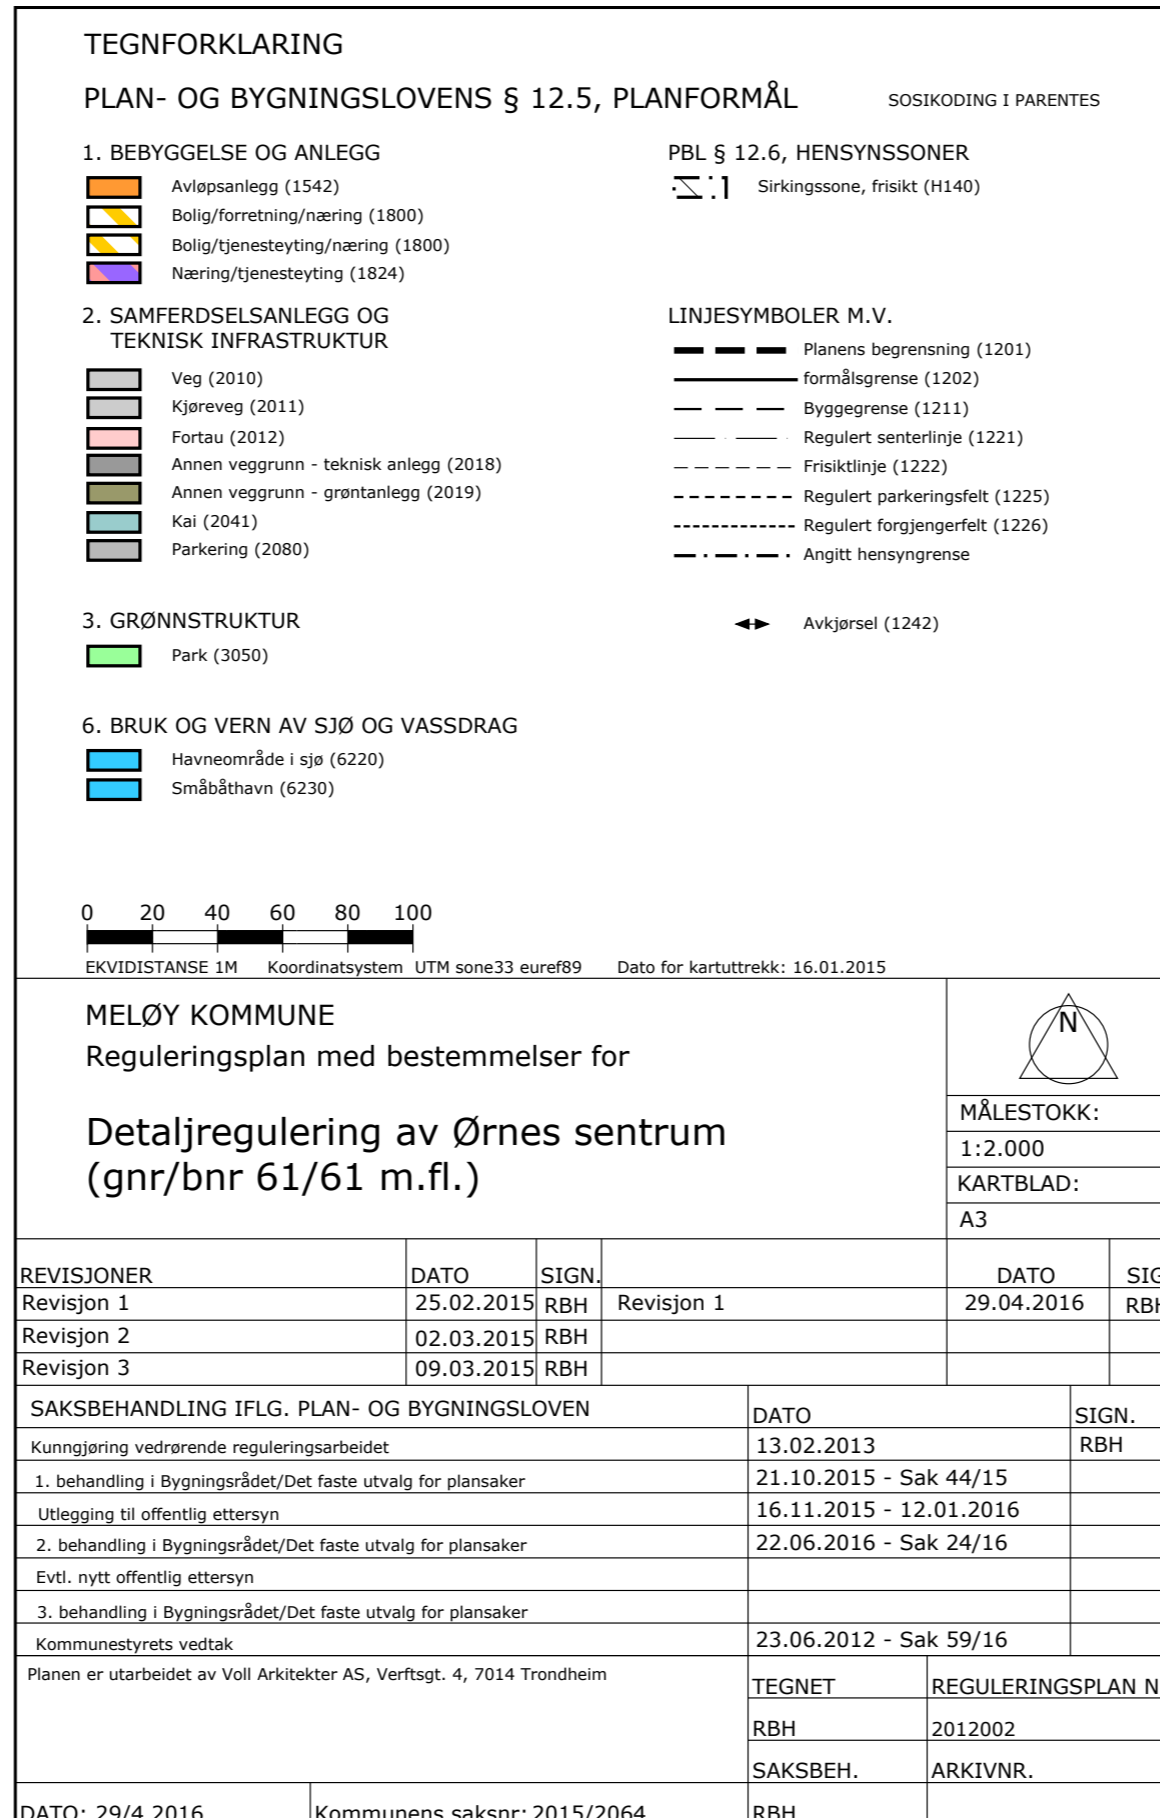 TEGNFORKLARING
PLAN- OG BYGNINGSLOVENS § 12.5, PLANFORMÅL
SOSIKODING I PARENTES
1. BEBYGGELSE OG ANLEGG
Avløpsanlegg (1542)
Bolig/forretning/næring (1800)
Bolig/tjenesteyting/næring (1800)
Næring/tjenesteyting (1824)
PBL § 12.6, HENSYNSSONER
Sirkingssone, frisikt (H140)
2. SAMFERDSELSANLEGG OG
TEKNISK INFRASTRUKTUR
Veg (2010)
Kjøreveg (2011)
Fortau (2012)
Annen veggrunn - teknisk anlegg (2018)
Annen veggrunn - grøntanlegg (2019)
Kai (2041)
Parkering (2080)
LINJESYMBOLER M.V.
Planens begrensning (1201)
formålsgrense (1202)
Byggegrense (1211)
Regulert senterlinje (1221)
Frisiktlinje (1222)
Regulert parkeringsfelt (1225)
Regulert forgjengerfelt (1226)
Angitt hensyngrense
Avkjørsel (1242)
3. GRØNNSTRUKTUR
Park (3050)
6. BRUK OG VERN AV SJØ OG VASSDRAG
Havneområde i sjø (6220)
Småbåthavn (6230)
0 20 40 60 80 100
EKVIDISTANSE 1M Koordinatsystem UTM sone33 euref89 Dato for kartuttrekk: 16.01.2015
MELØY KOMMUNE
Reguleringsplan med bestemmelser for
Detaljregulering av Ørnes sentrum
(gnr/bnr 61/61 m.fl.)
N
MÅLESTOKK:
1:2.000
KARTBLAD:
A3
REVISJONER DATO SIGN. DATO SIG
Revisjon 1 25.02.2015 RBH Revisjon 1 29.04.2016 RBH
Revisjon 2 02.03.2015 RBH
Revisjon 3 09.03.2015 RBH
SAKSBEHANDLING IFLG. PLAN- OG BYGNINGSLOVEN DATO SIGN.
Kunngjøring vedrørende reguleringsarbeidet 13.02.2013 RBH
1. behandling i Bygningsrådet/Det faste utvalg for plansaker 21.10.2015 - Sak 44/15
Utlegging til offentlig ettersyn 16.11.2015 - 12.01.2016
2. behandling i Bygningsrådet/Det faste utvalg for plansaker 22.06.2016 - Sak 24/16
Evtl. nytt offentlig ettersyn
3. behandling i Bygningsrådet/Det faste utvalg for plansaker
Kommunestyrets vedtak 23.06.2012 - Sak 59/16
Planen er utarbeidet av Voll Arkitekter AS, Verftsgt. 4, 7014 Trondheim
TEGNET REGULERINGSPLAN N
RBH 2012002
SAKSBEH. ARKIVNR.
DATO: 29/4 2016 Kommunens saksnr: 2015/2064 RBH